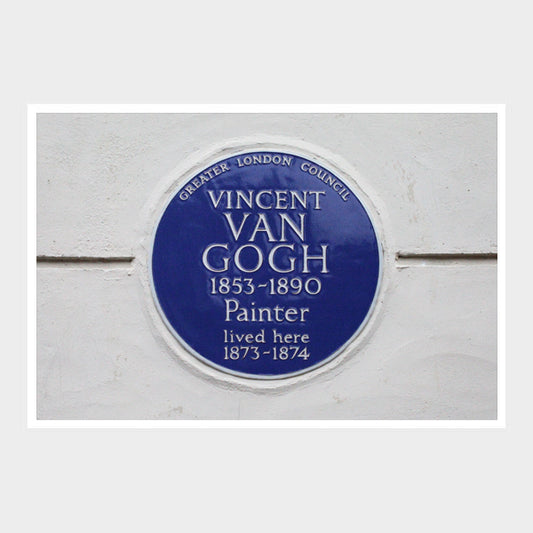 GREATER LONDON COUNCIL
VINCENT
VAN
GOGH
1853-1890
Painter
lived here
1873-1874